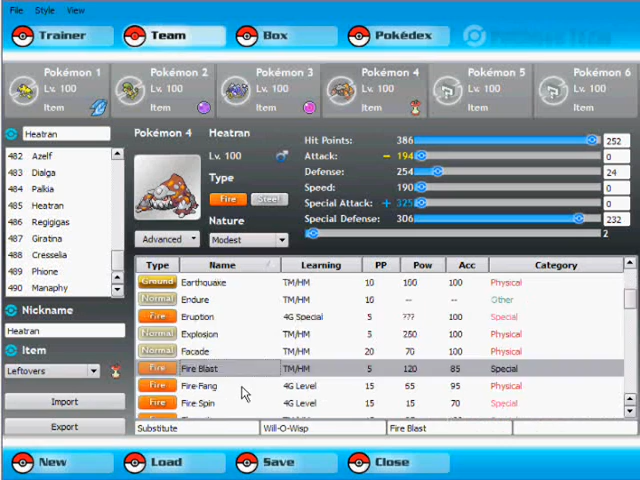 File Style View
Trainer Team Box Pokédex
Pokémon 1 Pokémon 2 Pokémon 3 Pokémon 4 Pokémon 5 Pokémon 6
Lv. 100 Lv. 100 Lv. 100 Lv. 100 Lv. 100 Lv. 100
Item Item Item Item Item Item
Heatran Pokémon 4 Heatran
Hit Points: 386 252
Lv. 100 Attack: - 194 0
Defense: 254 24
Type Speed: 190 0
Fire Steel Special Attack: + 325 0
Nature Special Defense: 306 232
Advanced Modest 2
482 Azelf
483 Dialga
484 Palkia
485 Heatran
486 Regigigas
487 Giratina
488 Cresselia
489 Phione
490 Manaphy
Nickname
Heatran
Item
Leftovers
Import
Export
Type Name Learning PP Pow Acc Category
Ground Earthquake TM/HM 10 100 100 Physical
Normal Endure TM/HM 10 -- -- Other
Fire Eruption 4G Special 5 ??? 100 Special
Normal Explosion TM/HM 5 250 100 Physical
Normal Facade TM/HM 20 70 100 Physical
Fire Fire Blast TM/HM 5 120 85 Special
Fire Fire Fang 4G Level 15 65 95 Physical
Fire Fire Spin 4G Level 15 15 70 Special
Substitute Will-O-Wisp Fire Blast
New Load Save Close